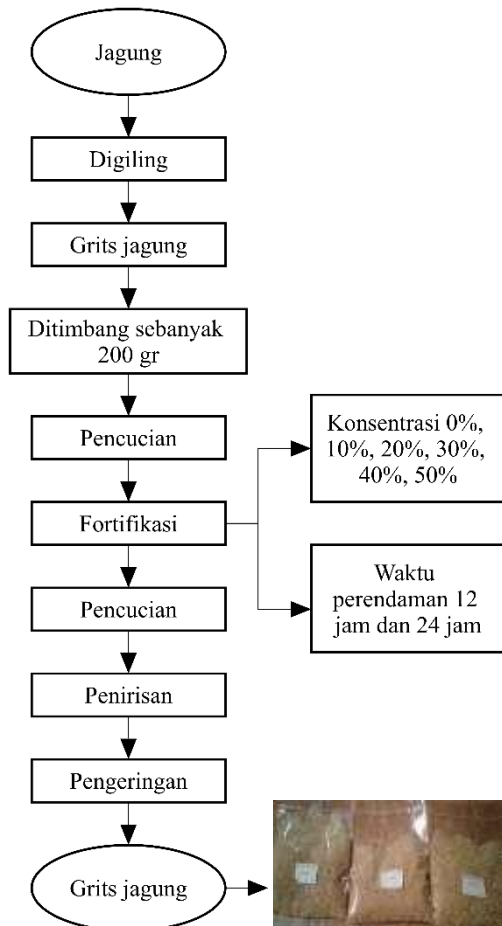 Jagung
Digiling
Grits jagung
Ditimbang sebanyak
200 gr
Pencucian
Fortifikasi
Konsentrasi 0%,
10%, 20%, 30%,
40%, 50%
Waktu
perendaman 12
jam dan 24 jam
Pencucian
Penirisan
Pengeringan
Grits jagung